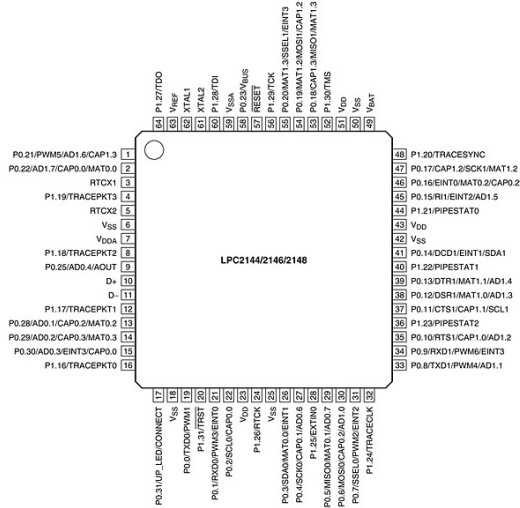 P1.27/TDO
VREF
XTAL1
XTAL2
P1.28/TDI
VSSA
P0.23/VBUS
RESET
P1.29/TCK
P0.20/MAT1.3/SSEL1/EINT3
P0.19/MAT1.2/MOSI1/CAP1.2
P0.18/CAP1.3/MISO1/MAT1.3
P1.30/TMS
VDD
VSS
VBAT
64 63 62 61 60 59 58 57 56 55 54 53 52 51 50 49
P0.21/PWM5/AD1.6/CAP1.3 1
P0.22/AD1.7/CAP0.0/MAT0.0 2
RTCX1 3
P1.19/TRACEPKT3 4
RTCX2 5
VSS 6
VDDA 7
P1.18/TRACEPKT2 8
P0.25/AD0.4/AOUT 9
D+ 10
D− 11
P1.17/TRACEPKT1 12
P0.28/AD0.1/CAP0.2/MAT0.2 13
P0.29/AD0.2/CAP0.3/MAT0.3 14
P0.30/AD0.3/EINT3/CAP0.0 15
P1.16/TRACEPKT0 16
LPC2144/2146/2148
48 P1.20/TRACESYNC
47 P0.17/CAP1.2/SCK1/MAT1.2
46 P0.16/EINT0/MAT0.2/CAP0.2
45 P0.15/RI1/EINT2/AD1.5
44 P1.21/PIPESTAT0
43 VDD
42 VSS
41 P0.14/DCD1/EINT1/SDA1
40 P1.22/PIPESTAT1
39 P0.13/DTR1/MAT1.1/AD1.4
38 P0.12/DSR1/MAT1.0/AD1.3
37 P0.11/CTS1/CAP1.1/SCL1
36 P1.23/PIPESTAT2
35 P0.10/RTS1/CAP1.0/AD1.2
34 P0.9/RXD1/PWM6/EINT3
33 P0.8/TXD1/PWM4/AD1.1
17 18 19 20 21 22 23 24 25 26 27 28 29 30 31 32
P0.31/UP_LED/CONNECT
VSS
P0.0/TXD0/PWM1
P1.31/TRST
P0.1/RXD0/PWM3/EINT0
P0.2/SCL0/CAP0.0
VDD
P1.26/RTCK
VSS
P0.3/SDA0/MAT0.0/EINT1
P0.4/SCK0/CAP0.1/AD0.6
P1.25/EXTIN0
P0.5/MISO0/MAT0.1/AD0.7
P0.6/MOSI0/CAP0.2/AD1.0
P0.7/SSEL0/PWM2/EINT2
P1.24/TRACECLK